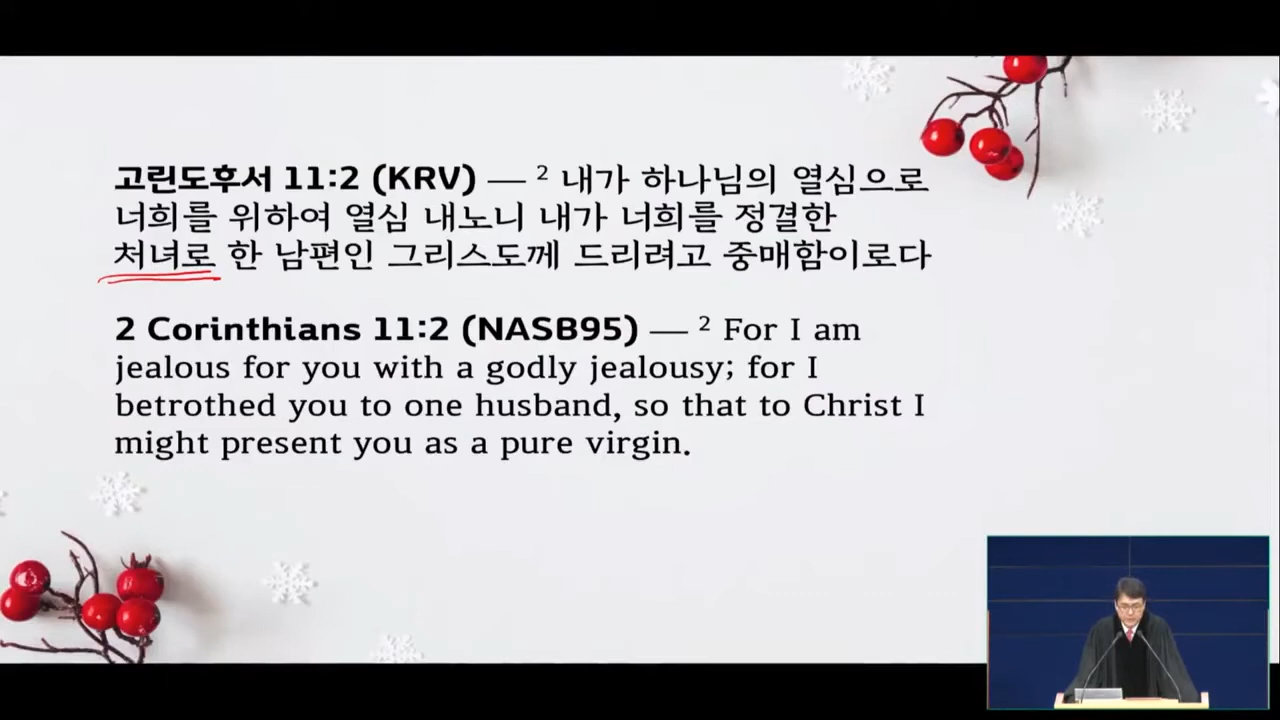 고린도후서 11:2 (KRV) — ² 내가 하나님의 열심으로
너희를 위하여 열심 내노니 내가 너희를 정결한
처녀로 한 남편인 그리스도께 드리려고 중매함이로다
2 Corinthians 11:2 (NASB95) — ² For I am
jealous for you with a godly jealousy; for I
betrothed you to one husband, so that to Christ I
might present you as a pure virgin.